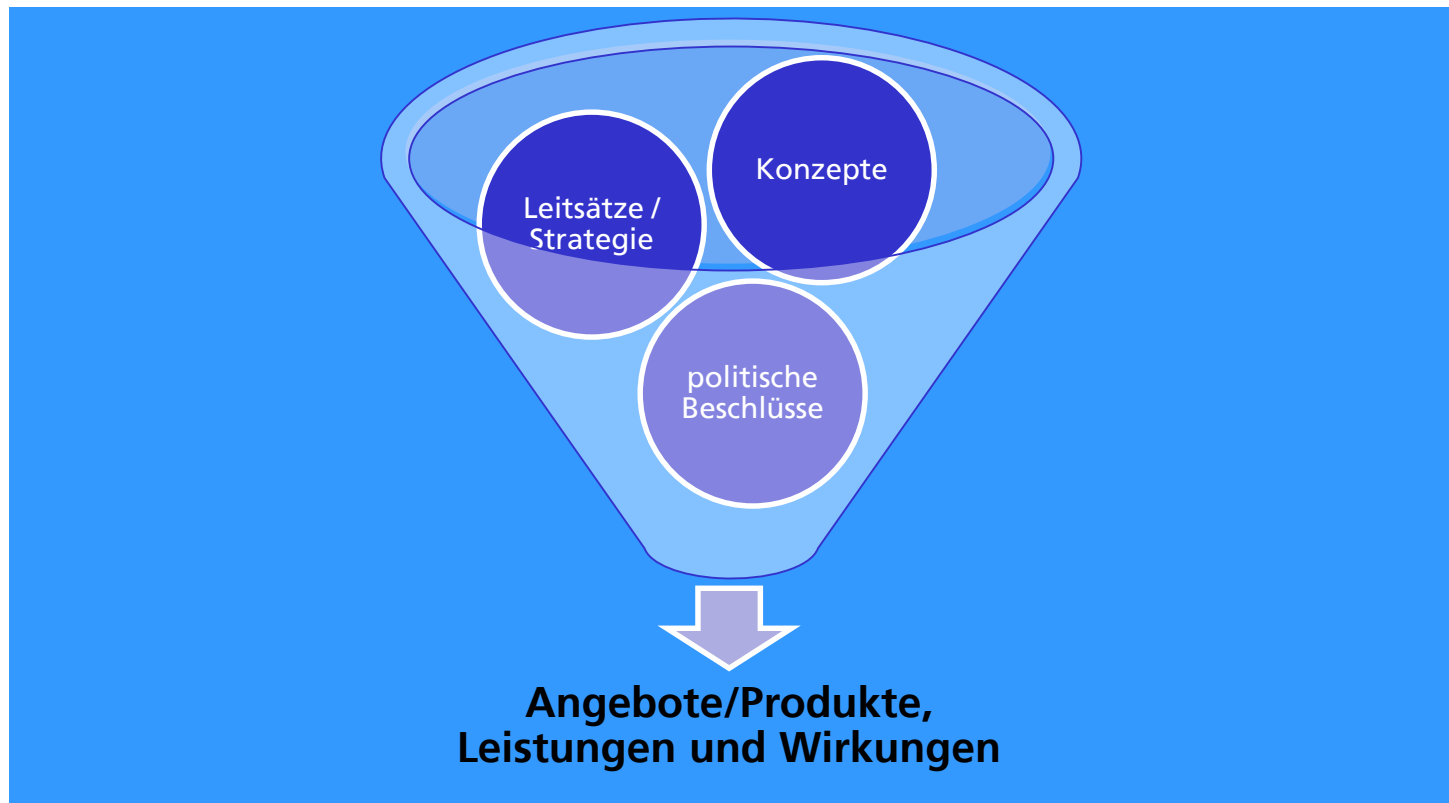 Konzepte
Leitsätze /
Strategie
politische
Beschlüsse
Angebote/Produkte,
Leistungen und Wirkungen